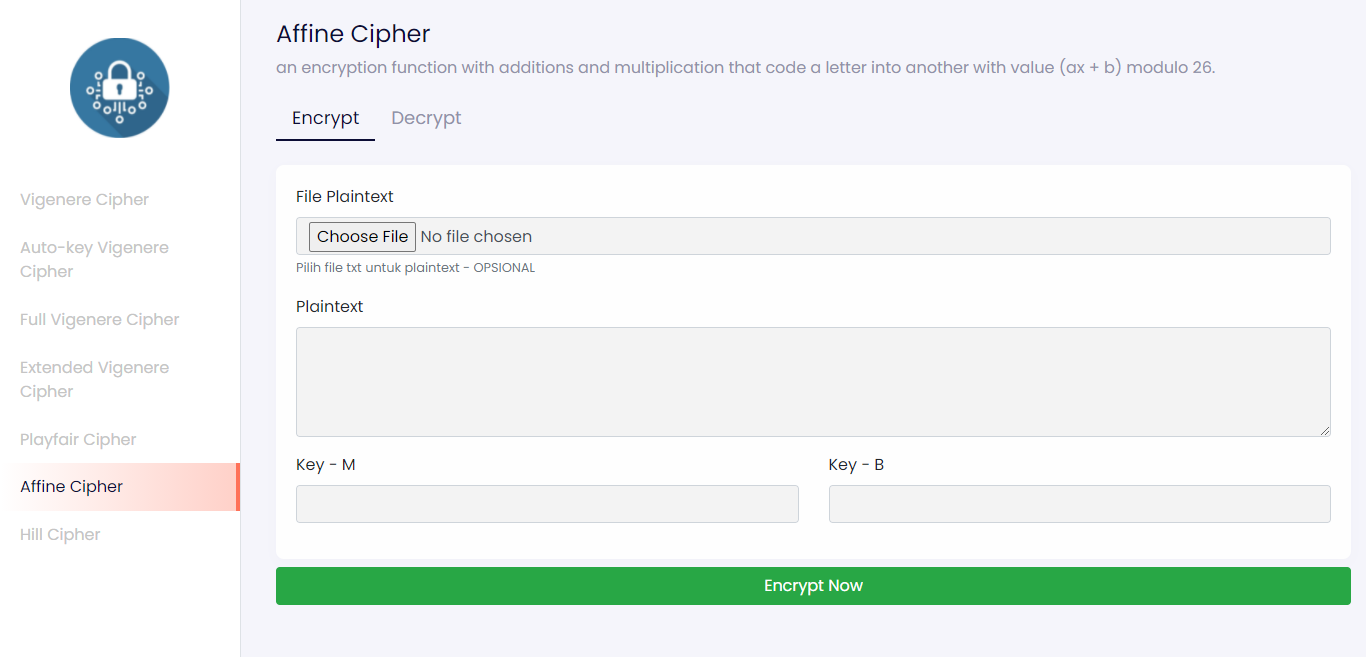 Affine Cipher
an encryption function with additions and multiplication that code a letter into another with value (ax + b) modulo 26.
Encrypt
Decrypt
Vigenere Cipher
Auto-key Vigenere
Cipher
Full Vigenere Cipher
Extended Vigenere
Cipher
Playfair Cipher
Affine Cipher
Hill Cipher
File Plaintext
Choose File No file chosen
Pilih file txt untuk plaintext - OPSIONAL
Plaintext
Key - M
Key - B
Encrypt Now